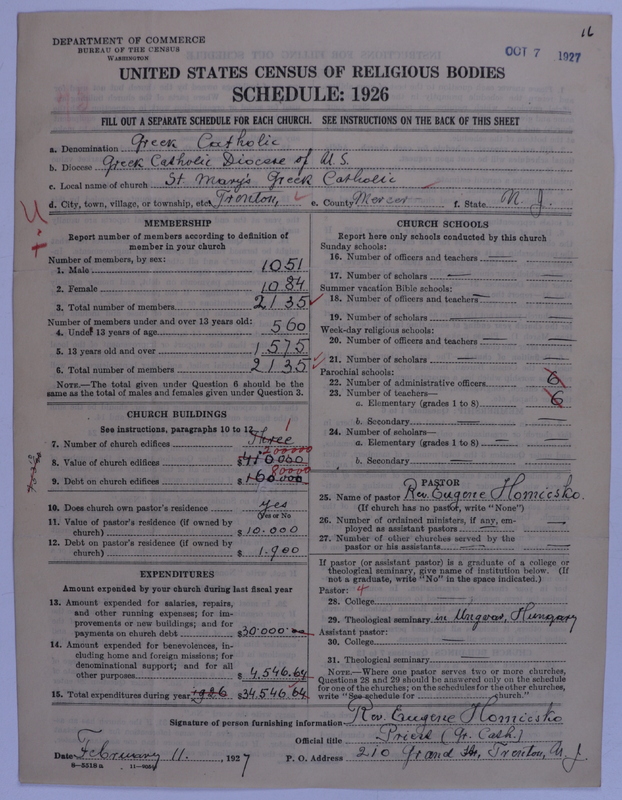 16
DEPARTMENT OF COMMERCE
BUREAU OF THE CENSUS
WASHINGTON
OCT 7 1927
UNITED STATES CENSUS OF RELIGIOUS BODIES
SCHEDULE: 1926
FILL OUT A SEPARATE SCHEDULE FOR EACH CHURCH. SEE INSTRUCTIONS ON THE BACK OF THIS SHEET
a. Denomination Greek Catholic
b. Diocese Greek Catholic Diocese of U.S.
c. Local name of church St. Mary's Greek Catholic
d. City, town, village, or township, etc. Trenton, e. County Mercer f. State N. J.
MEMBERSHIP
Report number of members according to definition of
member in your church
Number of members, by sex:
1. Male 1051
2. Female 1084
3. Total number of members 2135
Number of members under and over 13 years old:
4. Under 13 years of age 560
5. 13 years old and over 1,575
6. Total number of members 2135
NOTE.—The total given under Question 6 should be the
same as the total of males and females given under Question 3.
CHURCH BUILDINGS
See instructions, paragraphs 10 to 12
1
7. Number of church edifices Three
200000
8. Value of church edifices $410000
80000
9. Debt on church edifices $160000
10. Does church own pastor's residence yes
(Yes or No)
11. Value of pastor's residence (if owned by
church) $10.000
12. Debt on pastor's residence (if owned by
church) $1.900
EXPENDITURES
Amount expended by your church during last fiscal year
13. Amount expended for salaries, repairs,
and other running expenses; for im-
provements or new buildings; and for
payments on church debt $30.000.
14. Amount expended for benevolences, in-
cluding home and foreign missions; for
denominational support; and for all
other purposes $4,546.64
15. Total expenditures during year 1926 $34,546.64
CHURCH SCHOOLS
Report here only schools conducted by this church
Sunday schools:
16. Number of officers and teachers —
17. Number of scholars —
Summer vacation Bible schools:
18. Number of officers and teachers —
19. Number of scholars —
Week-day religious schools:
20. Number of officers and teachers —
21. Number of scholars —
Parochial schools:
22. Number of administrative officers 6
23. Number of teachers—
a. Elementary (grades 1 to 8) 6
b. Secondary —
24. Number of scholars—
a. Elementary (grades 1 to 8) —
b. Secondary —
PASTOR
25. Name of pastor Rev. Eugene Homicsko.
(If church has no pastor, write "None")
26. Number of ordained ministers, if any, em-
ployed as assistant pastors —
27. Number of other churches served by the
pastor or his assistants —
If pastor (or assistant pastor) is a graduate of a college or
theological seminary, give name of institution below. (If
not a graduate, write "No" in the space indicated.)
Pastor: 4
28. College
29. Theological seminary in Ungvar, Hungary
Assistant pastor:
30. College —
31. Theological seminary —
NOTE.—Where one pastor serves two or more churches,
Questions 28 and 29 should be answered only on the schedule
for one of the churches; on the schedules for the other churches,
write "See schedule for church."
Signature of person furnishing information Rev. Eugene Homicsko
Official title Priest (Gr. Cath.)
Date February 11. 1927 P. O. Address 210 Grand St, Trenton, N. J.
8—5518a 11—9054